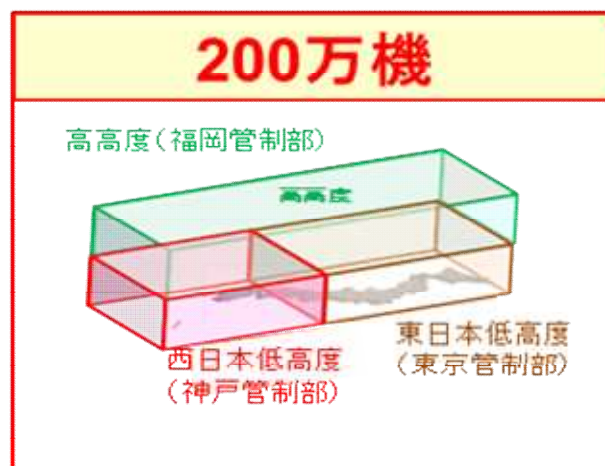 200万機
高高度(福岡管制部)
高高度
東日本低高度
(東京管制部)
西日本低高度
(神戸管制部)